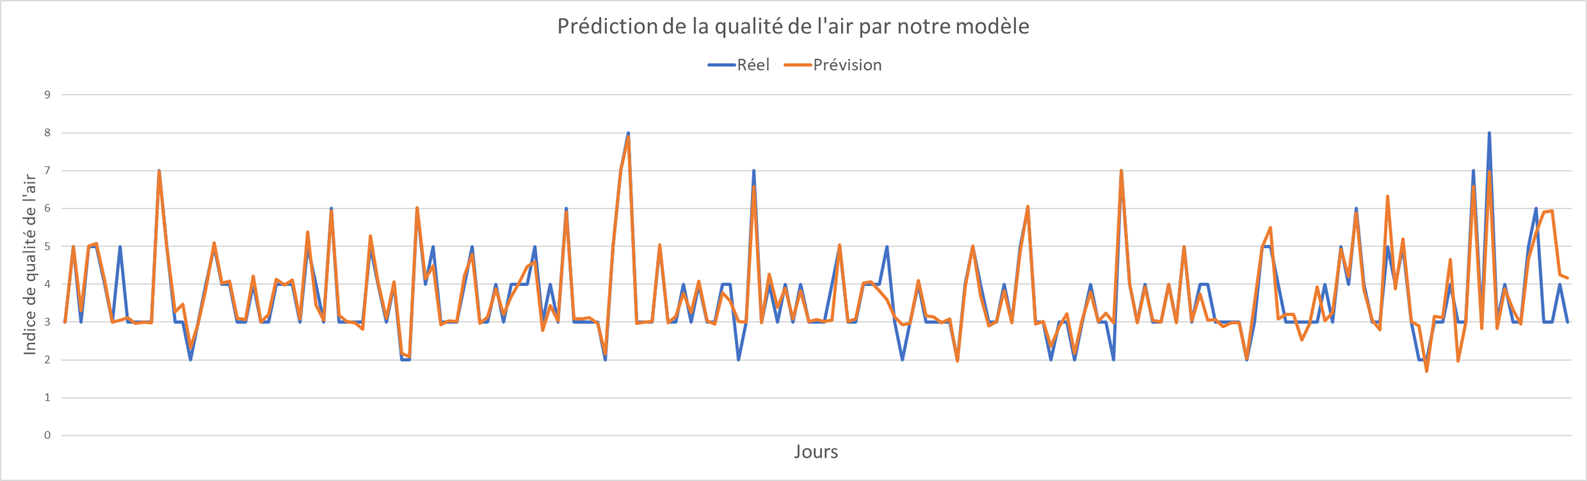 Prédiction de la qualité de l'air par notre modèle
Réel Prévision
Indice de qualité de l'air
9
8
7
6
5
4
3
2
1
0
Jours